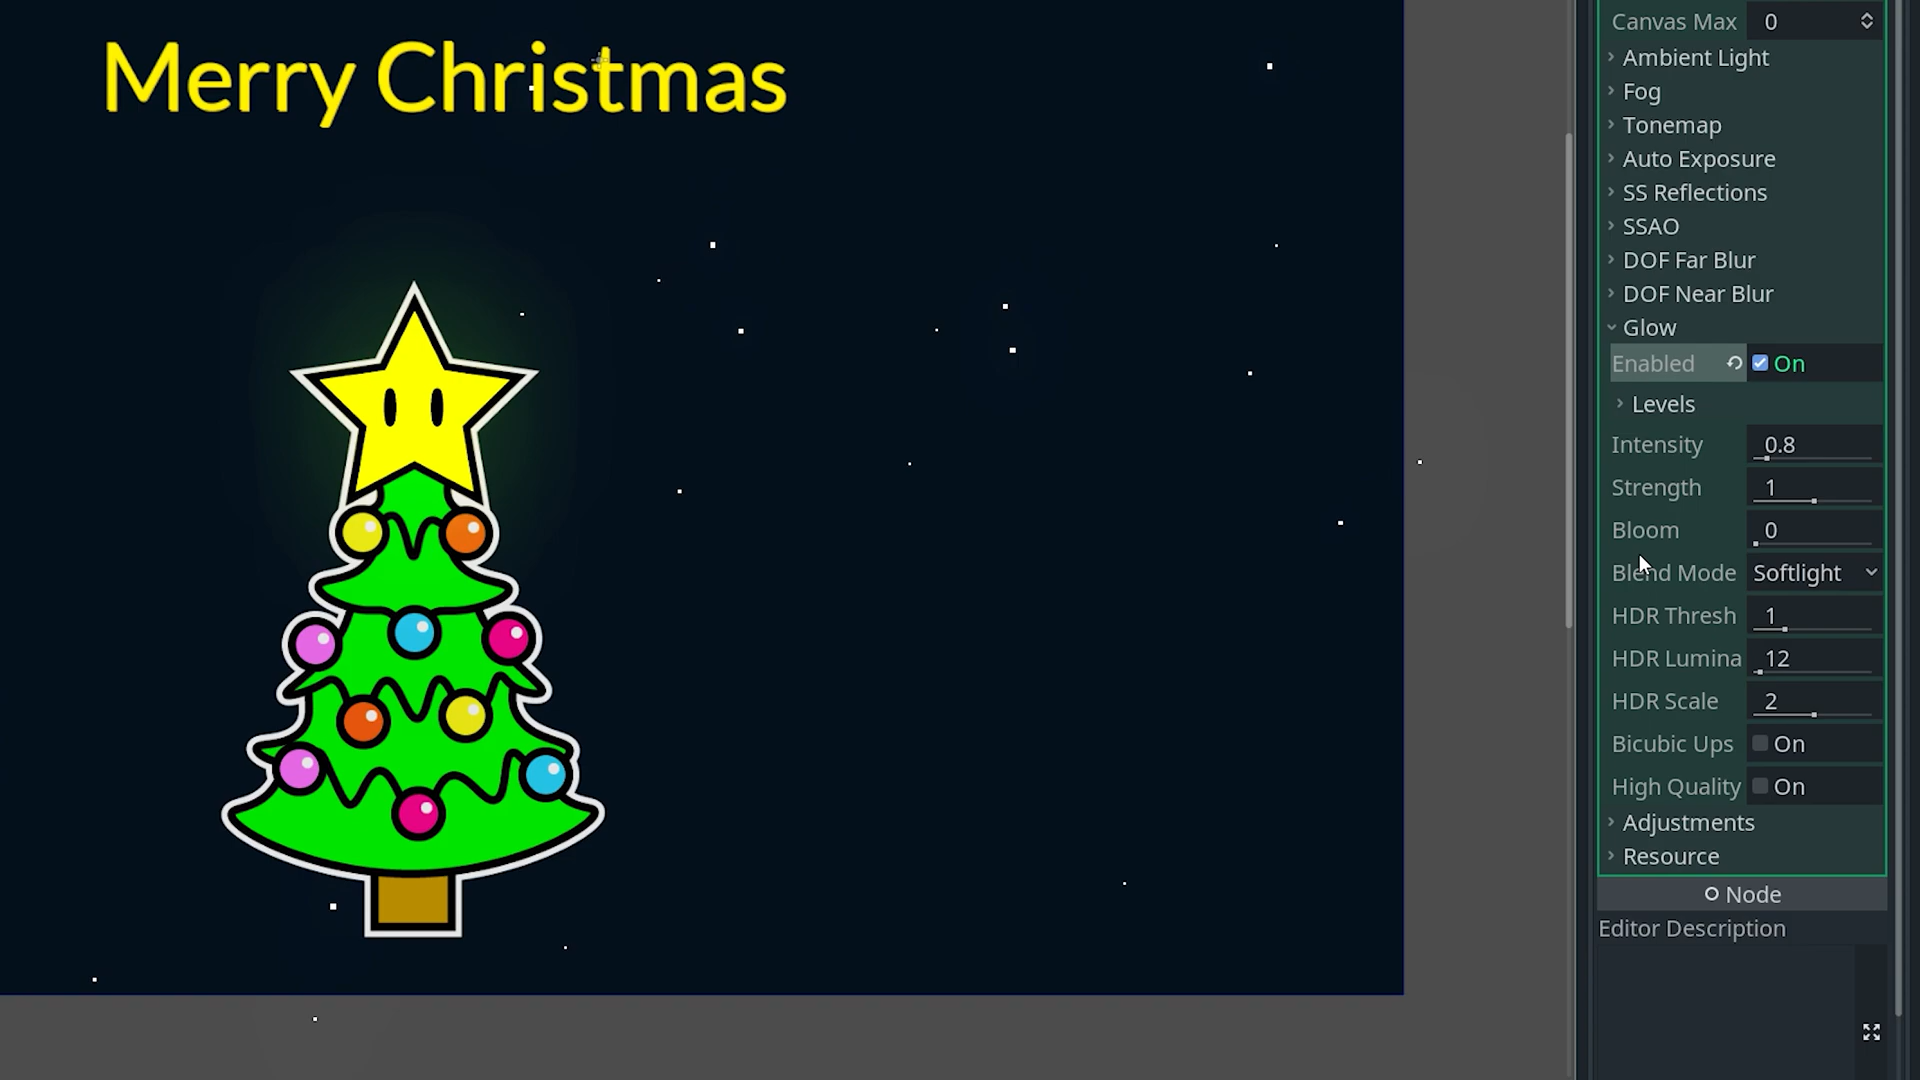 Merry Christmas
Canvas Max 0
Ambient Light
Fog
Tonemap
Auto Exposure
SS Reflections
SSAO
DOF Far Blur
DOF Near Blur
Glow
Enabled On
Levels
Intensity 0.8
Strength 1
Bloom 0
Blend Mode Softlight
HDR Thresh 1
HDR Lumina 12
HDR Scale 2
Bicubic Ups On
High Quality On
Adjustments
Resource
Node
Editor Description